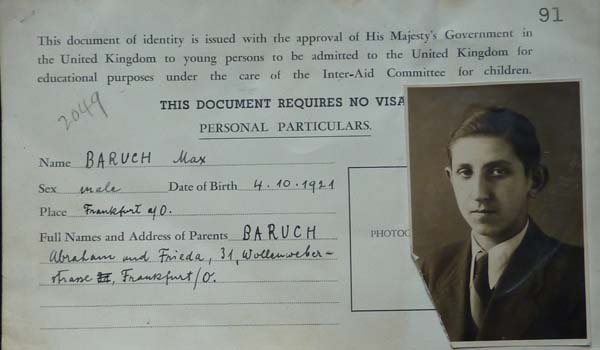 91
This document of identity is issued with the approval of His Majesty's Government in
the United Kingdom to young persons to be admitted to the United Kingdom for
educational purposes under the care of the Inter-Aid Committee for children.
2049
THIS DOCUMENT REQUIRES NO VISA
PERSONAL PARTICULARS.
Name BARUCH Max
Sex male Date of Birth 4.10.1921
Place Frankfurt a/O.
Full Names and Address of Parents BARUCH
Abraham und Frieda, 31, Wollenweber-
strasse, Frankfurt/O.
PHOTOG